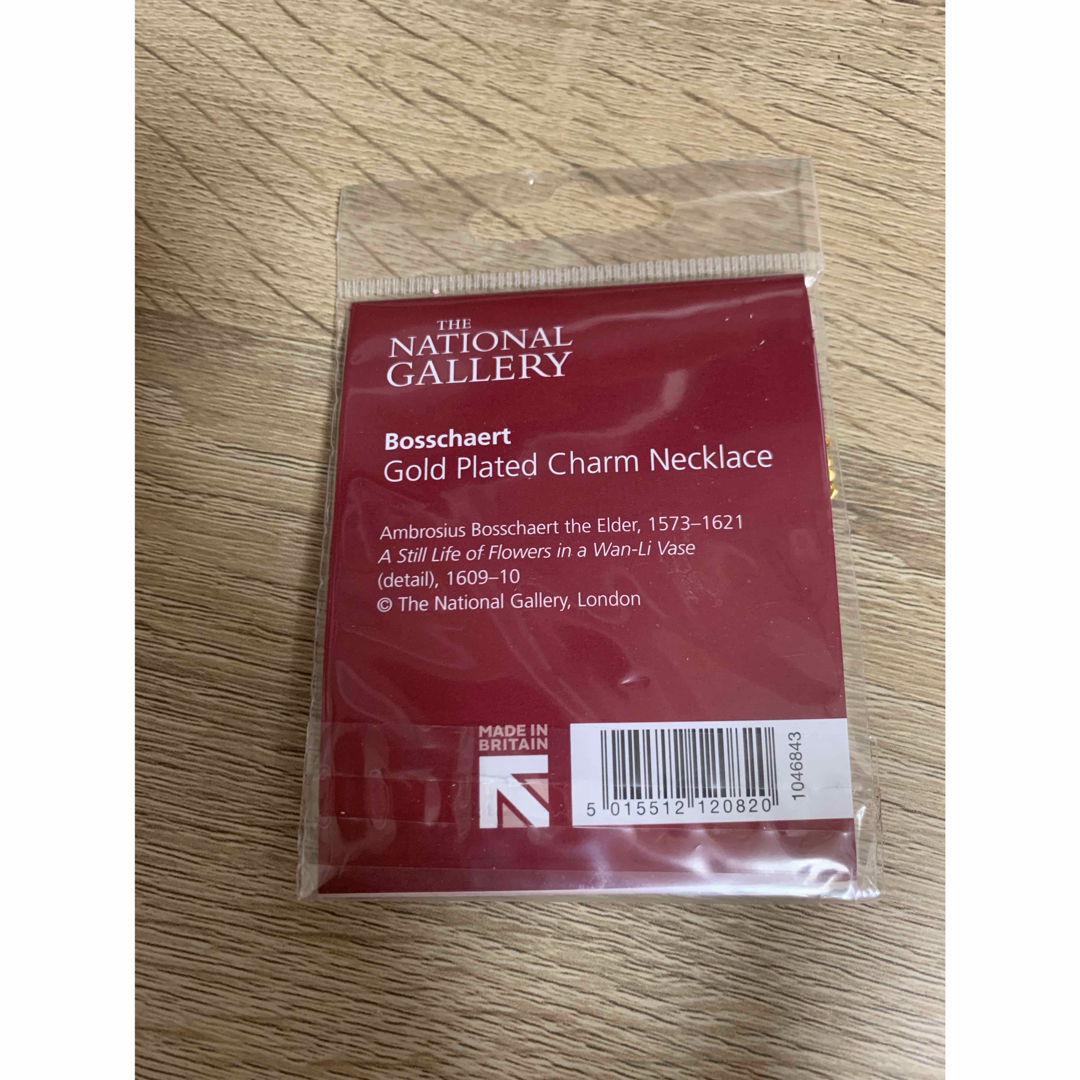 THE
NATIONAL
GALLERY
Bosschaert
Gold Plated Charm Necklace
Ambrosius Bosschaert the Elder, 1573–1621
A Still Life of Flowers in a Wan-Li Vase
(detail), 1609–10
© The National Gallery, London
MADE IN
BRITAIN
5 015512 120820
1046843